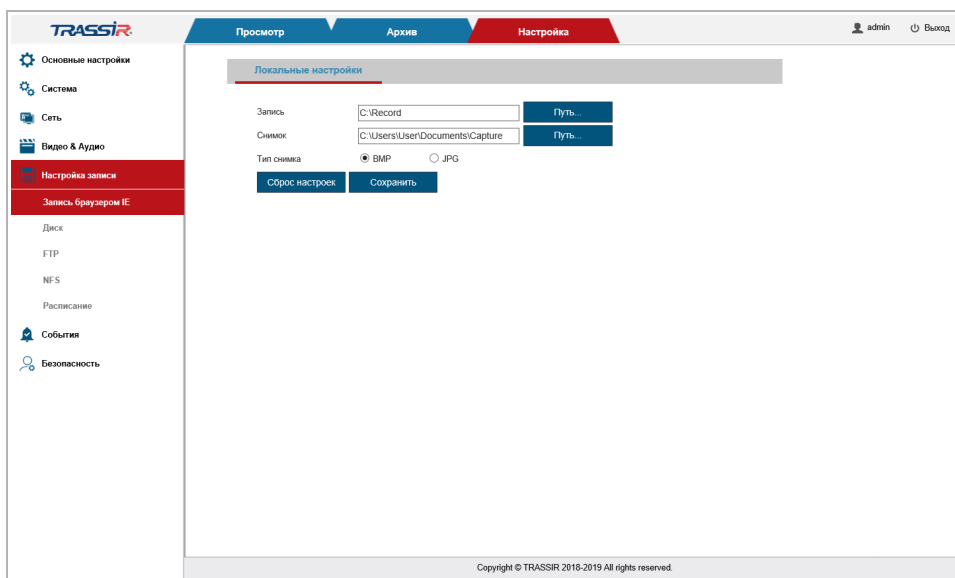 TRASSIR
Просмотр
Архив
Настройка
admin
Выход
Основные настройки
Система
Сеть
Видео & Аудио
Настройка записи
Запись браузером IE
Диск
FTP
NFS
Расписание
События
Безопасность
Локальные настройки
Запись C:\Record Путь...
Снимок C:\Users\User\Documents\Capture Путь...
Тип снимка BMP JPG
Сброс настроек Сохранить
Copyright © TRASSIR 2018-2019 All rights reserved.